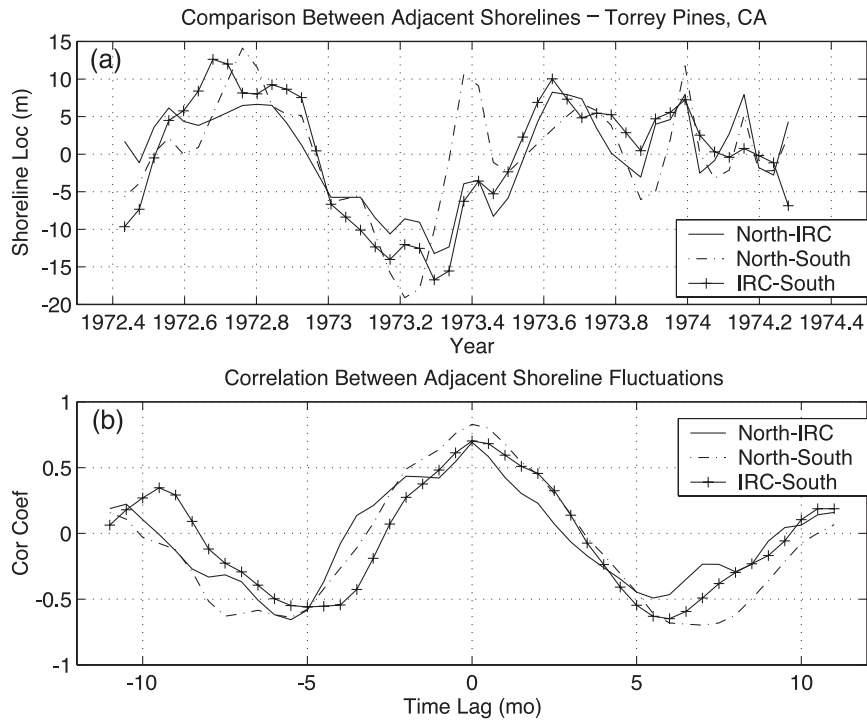 Comparison Between Adjacent Shorelines – Torrey Pines, CA
(a)
Shoreline Loc (m)
15
10
5
0
-5
-10
-15
-20
North-IRC
North-South
IRC-South
1972.4 1972.6 1972.8 1973 1973.2 1973.4 1973.6 1973.8 1974 1974.2 1974.4
Year
Correlation Between Adjacent Shoreline Fluctuations
(b)
Cor Coef
1
0.5
0
-0.5
-1
North-IRC
North-South
IRC-South
-10 -5 0 5 10
Time Lag (mo)